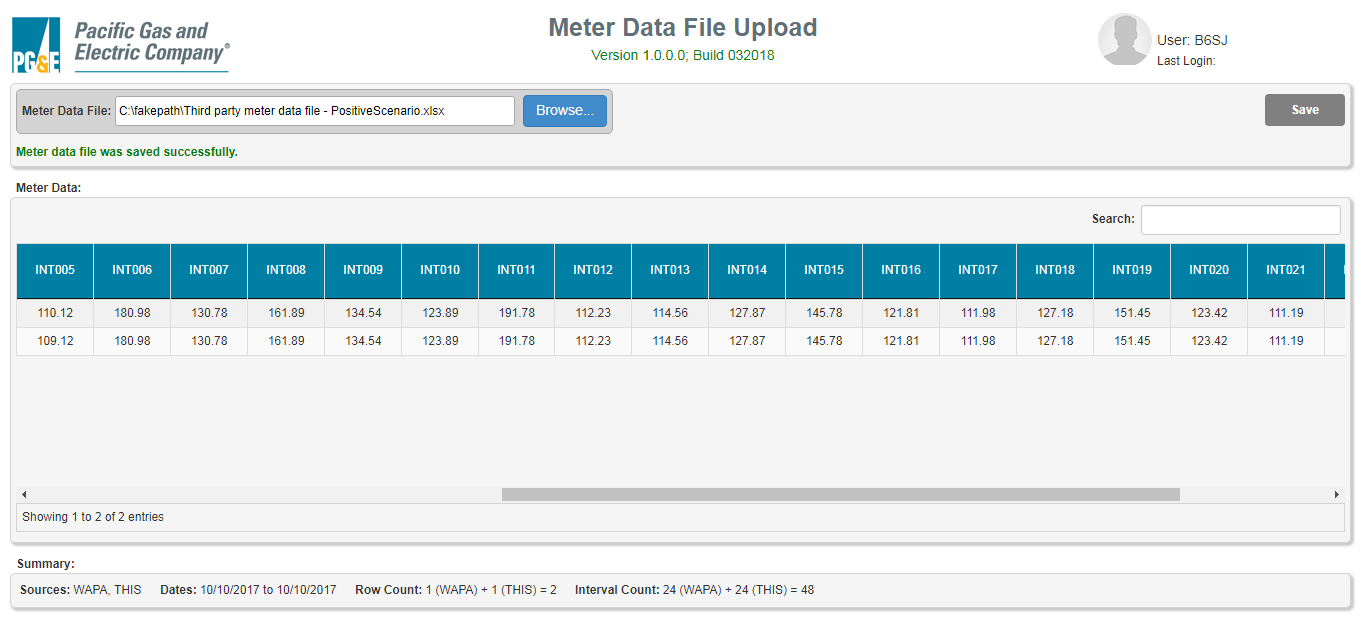 PG&E Pacific Gas and
Electric Company®
Meter Data File Upload
Version 1.0.0.0; Build 032018
User: B6SJ
Last Login:
Meter Data File: C:\fakepath\Third party meter data file - PositiveScenario.xlsx Browse... Save
Meter data file was saved successfully.
Meter Data:
Search:
INT005 INT006 INT007 INT008 INT009 INT010 INT011 INT012 INT013 INT014 INT015 INT016 INT017 INT018 INT019 INT020 INT021
110.12 180.98 130.78 161.89 134.54 123.89 191.78 112.23 114.56 127.87 145.78 121.81 111.98 127.18 151.45 123.42 111.19
109.12 180.98 130.78 161.89 134.54 123.89 191.78 112.23 114.56 127.87 145.78 121.81 111.98 127.18 151.45 123.42 111.19
Showing 1 to 2 of 2 entries
Summary:
Sources: WAPA, THIS Dates: 10/10/2017 to 10/10/2017 Row Count: 1 (WAPA) + 1 (THIS) = 2 Interval Count: 24 (WAPA) + 24 (THIS) = 48